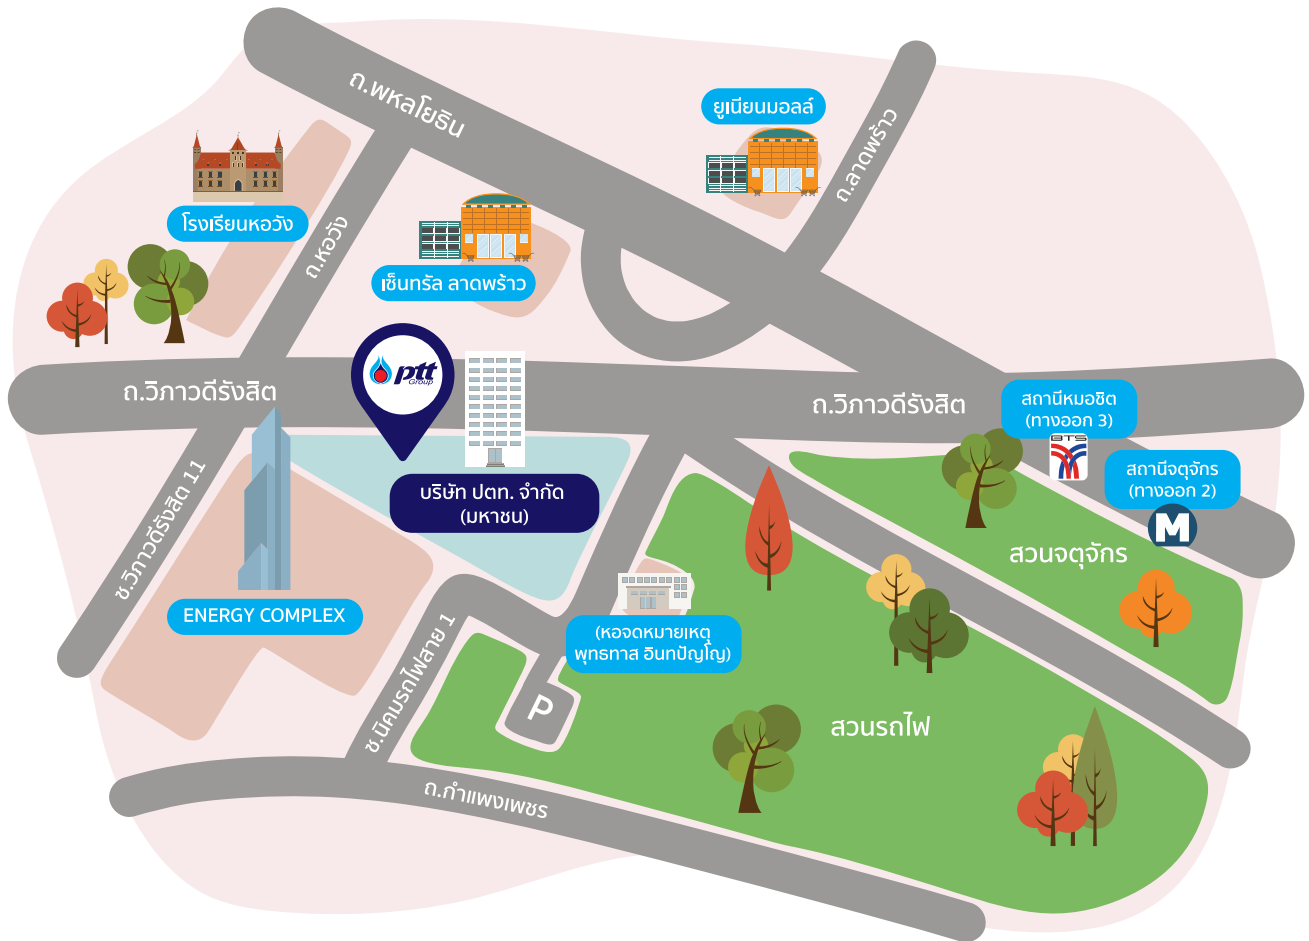 ถ.พหลโยธิน
ยูเนียนมอลล์
ถ.ลาดพร้าว
โรงเรียนหอวัง
ถ.หอวัง
เซ็นทรัล ลาดพร้าว
ptt
Group
ถ.วิภาวดีรังสิต
ถ.วิภาวดีรังสิต
สถานีหมอชิต
(ทางออก 3)
BTS
สถานีจตุจักร
(ทางออก 2)
M
บริษัท ปตท. จำกัด
(มหาชน)
ซ.วิภาวดีรังสิต 11
สวนจตุจักร
ENERGY COMPLEX
(หอจดหมายเหตุ
พุทธทาส อินทปัญโญ)
ซ.นิคมรถไฟสาย 1
P
สวนรถไฟ
ถ.กำแพงเพชร